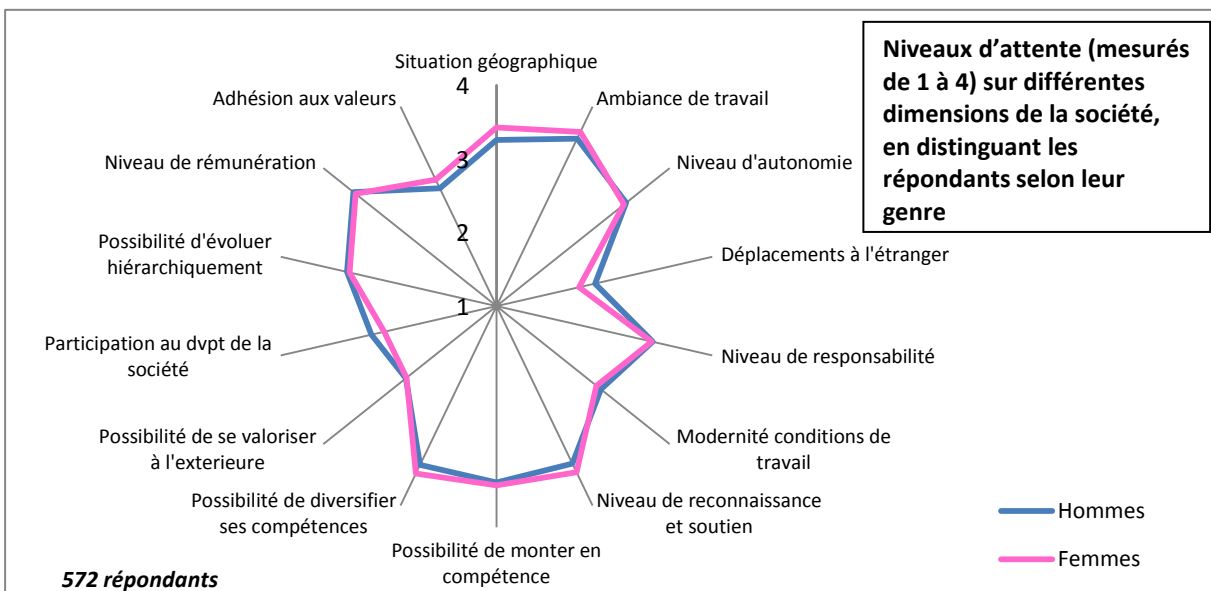 Niveaux d'attente (mesurés
de 1 à 4) sur différentes
dimensions de la société,
en distinguant les
répondants selon leur
genre
Situation géographique
Ambiance de travail
Niveau d'autonomie
Déplacements à l'étranger
Niveau de responsabilité
Modernité conditions de
travail
Niveau de reconnaissance
et soutien
Possibilité de monter en
compétence
Possibilité de diversifier
ses compétences
Possibilité de se valoriser
à l'exterieure
Participation au dvpt de la
société
Possibilité d'évoluer
hiérarchiquement
Niveau de rémunération
Adhésion aux valeurs
4
3
2
1
Hommes
Femmes
572 répondants